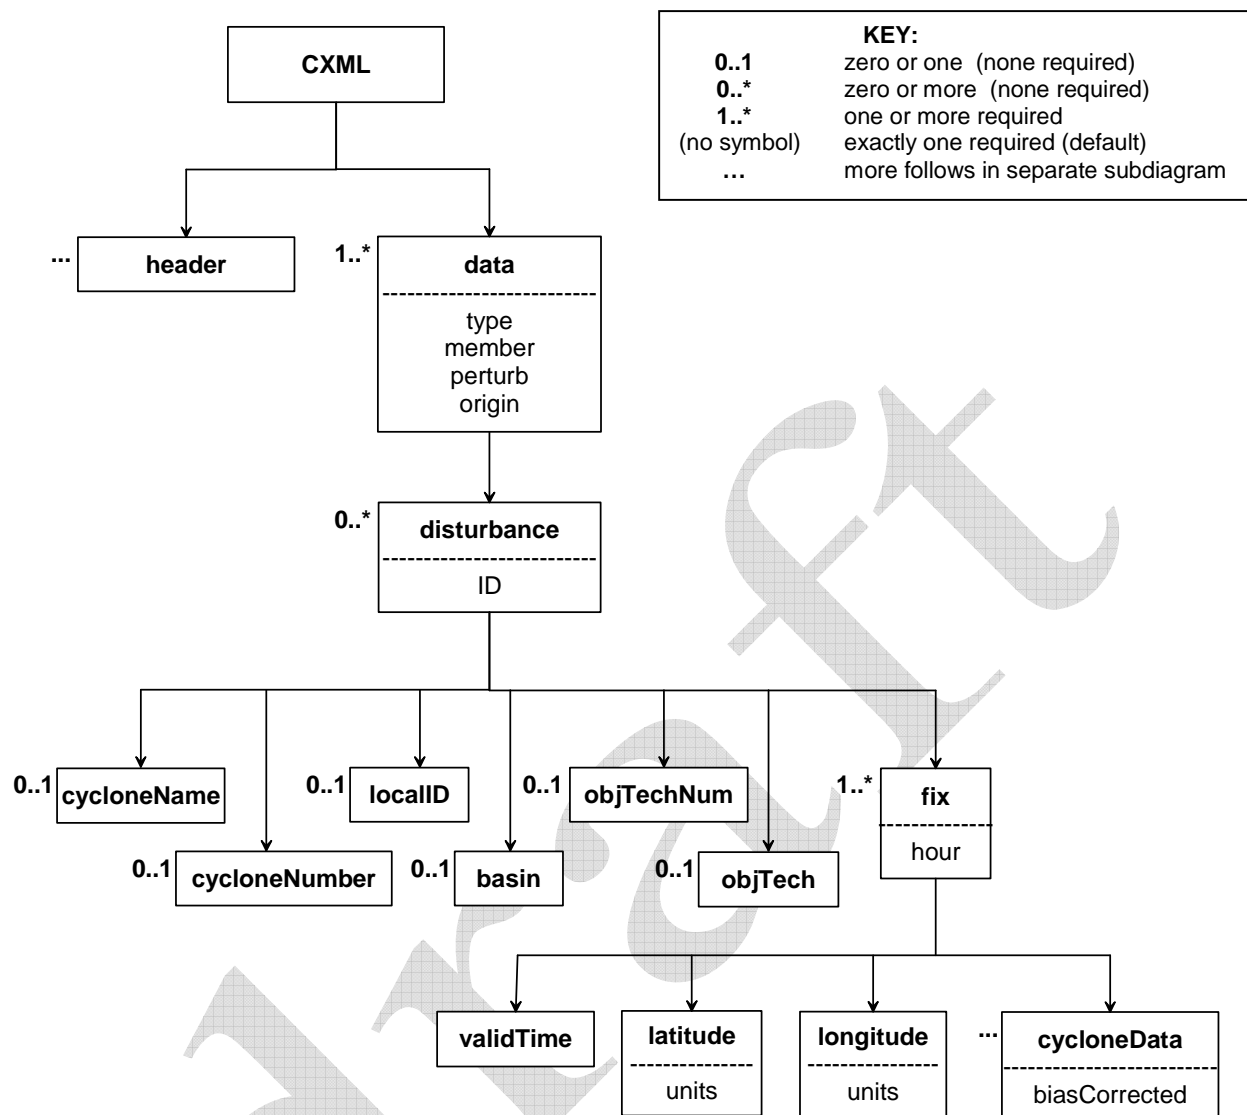 CXML
KEY:
0..1 zero or one (none required)
0..* zero or more (none required)
1..* one or more required
(no symbol) exactly one required (default)
... more follows in separate subdiagram
... header
1..* data
type
member
perturb
origin
0..* disturbance
ID
0..1 cycloneName
0..1 localID
0..1 objTechNum
1..* fix
hour
0..1 cycloneNumber
0..1 basin
0..1 objTech
validTime
latitude
units
longitude
units
... cycloneData
biasCorrected
draft